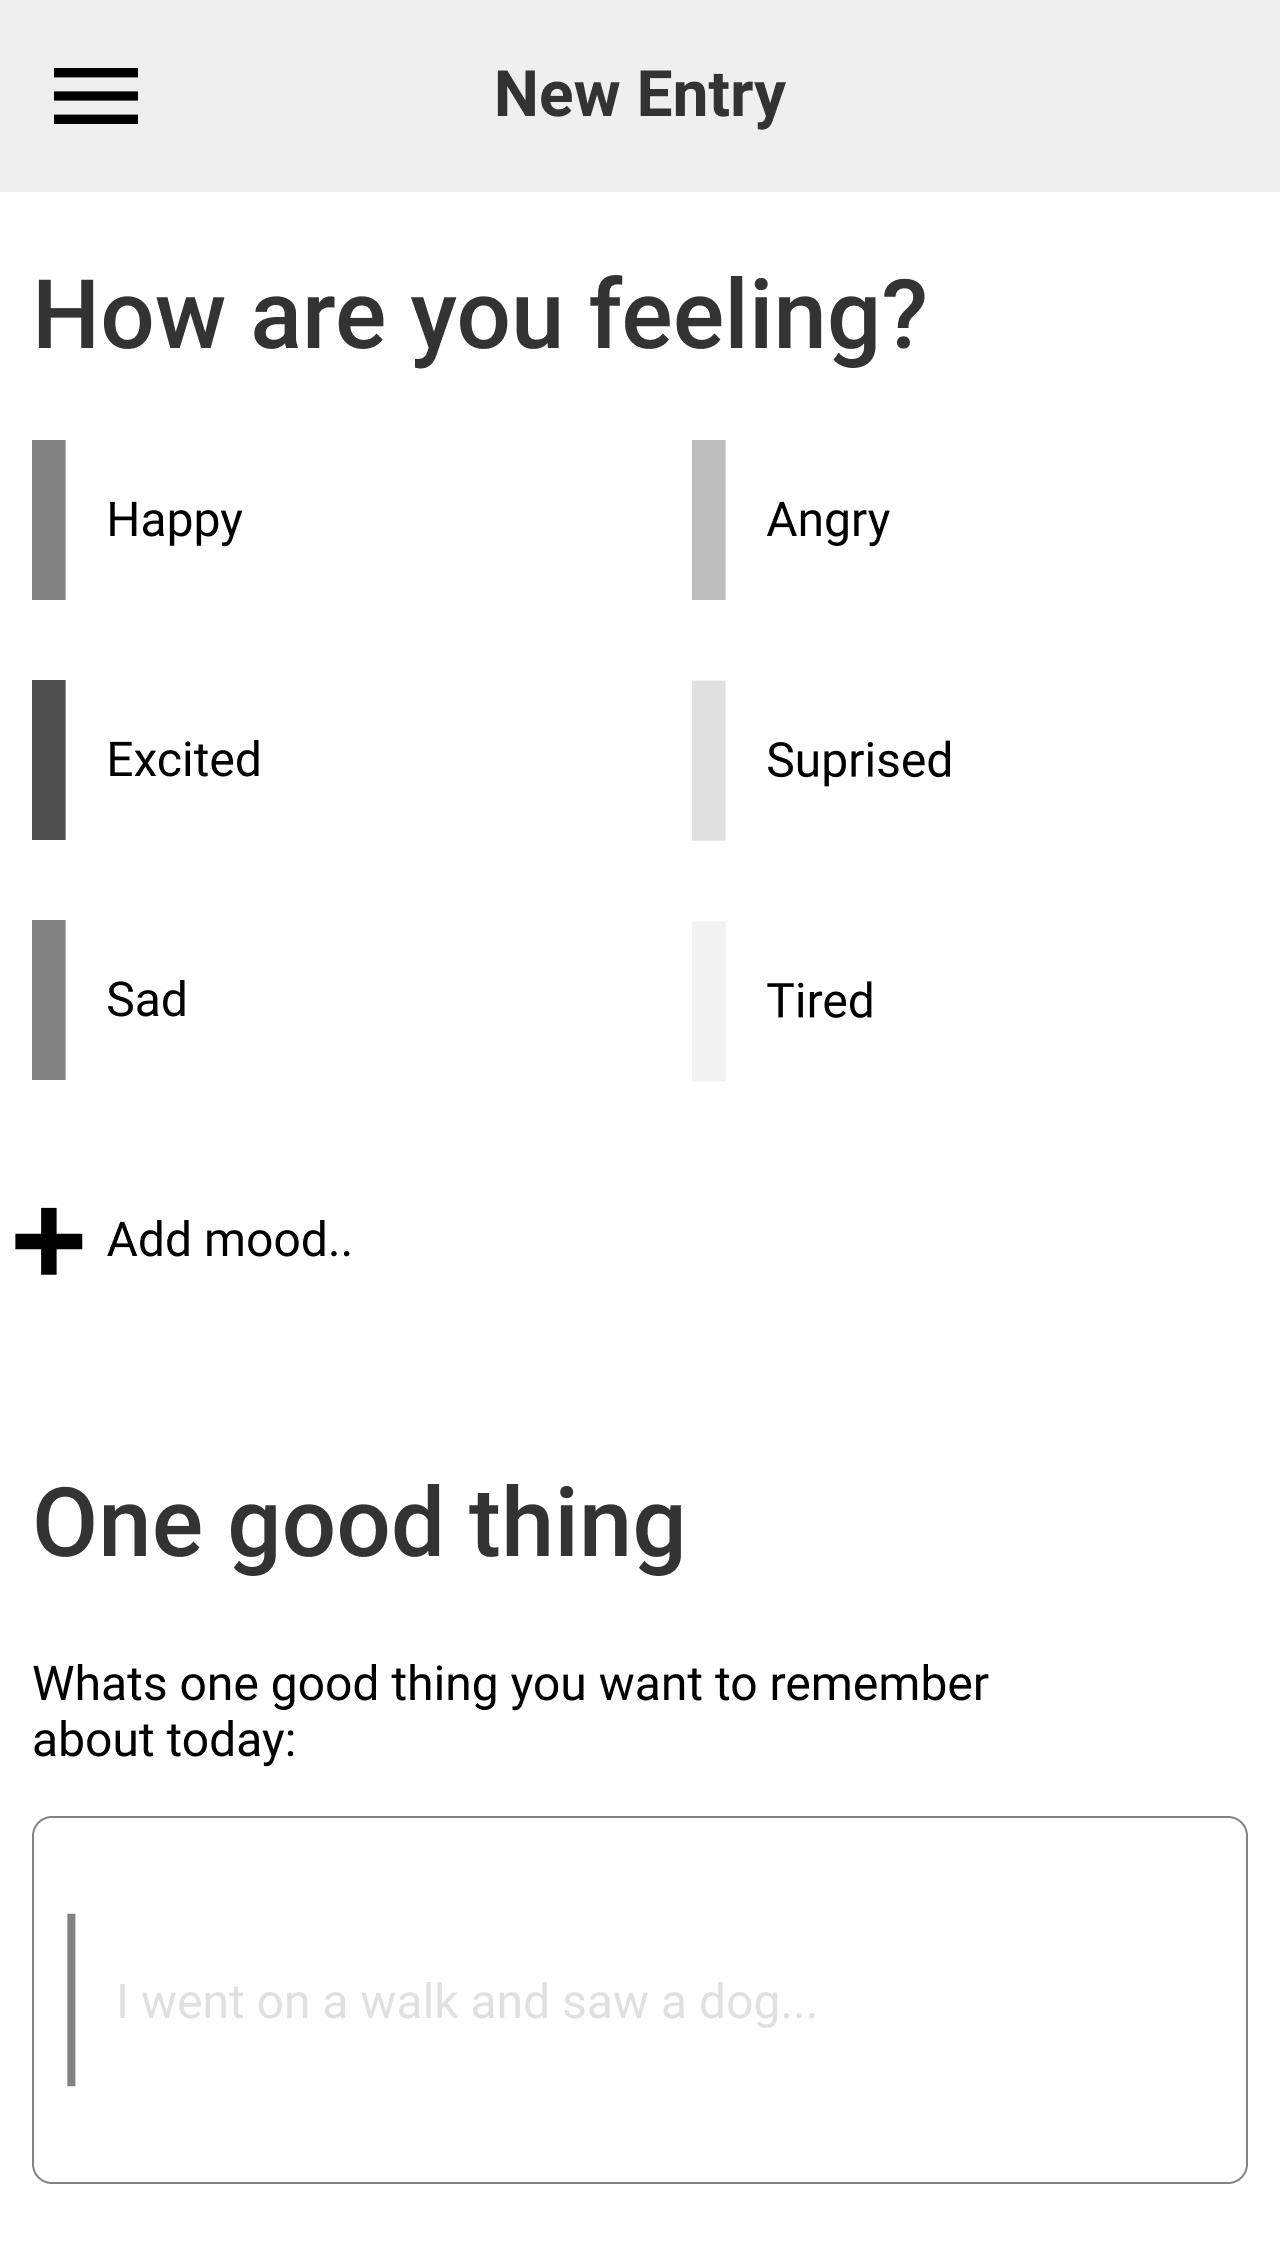 New Entry
How are you feeling?
Happy
Angry
Excited
Suprised
Sad
Tired
Add mood..
One good thing
Whats one good thing you want to remember
about today:
I went on a walk and saw a dog...